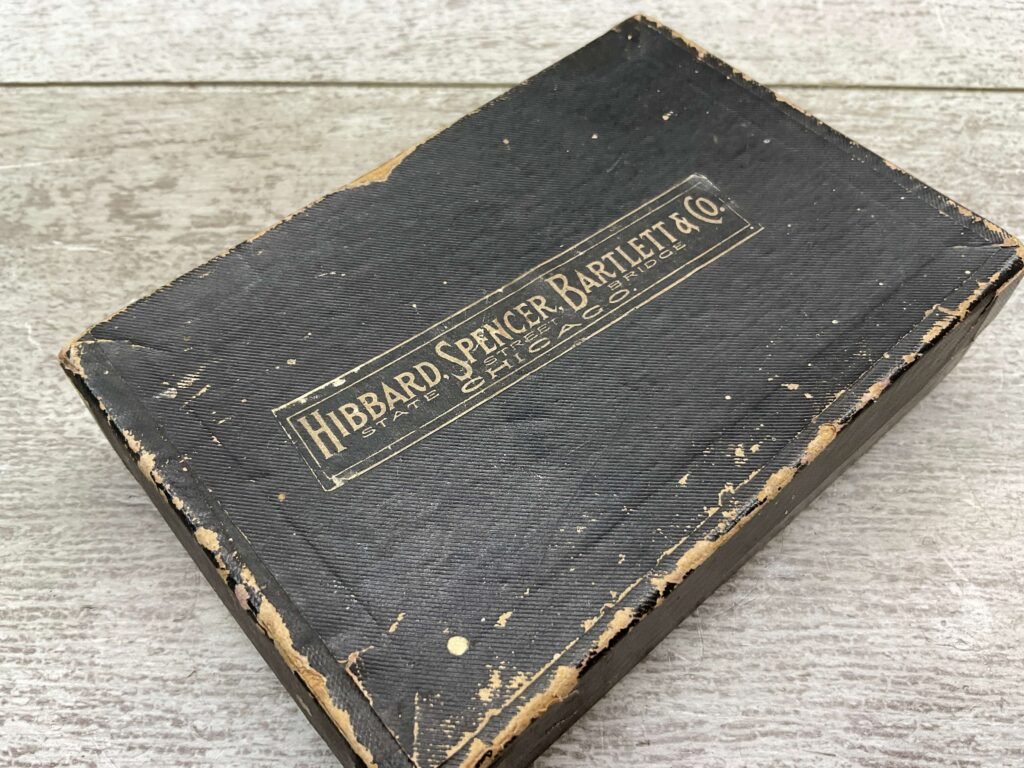 HIBBARD, SPENCER, BARTLETT & CO.
STATE STREET BRIDGE
CHICAGO.